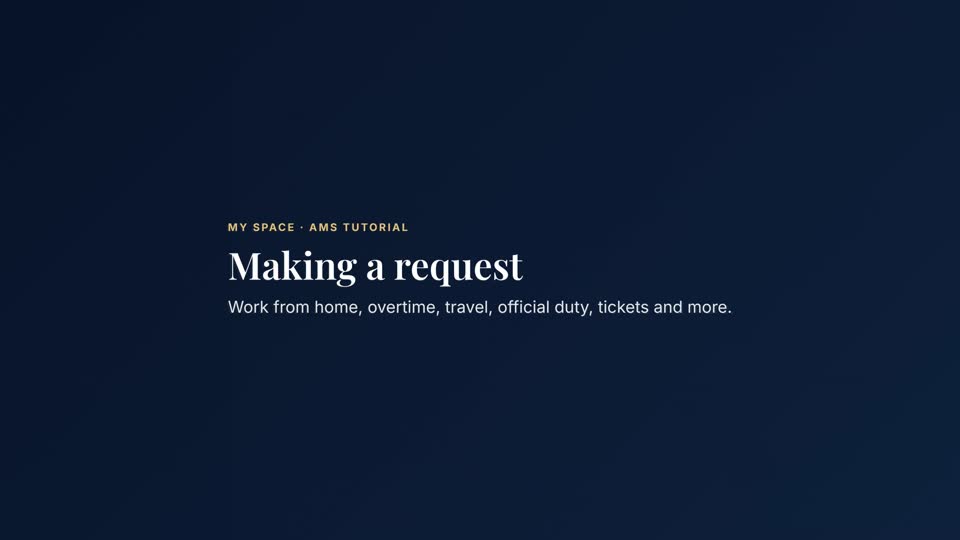 MY SPACE · AMS TUTORIAL
Making a request
Work from home, overtime, travel, official duty, tickets and more.